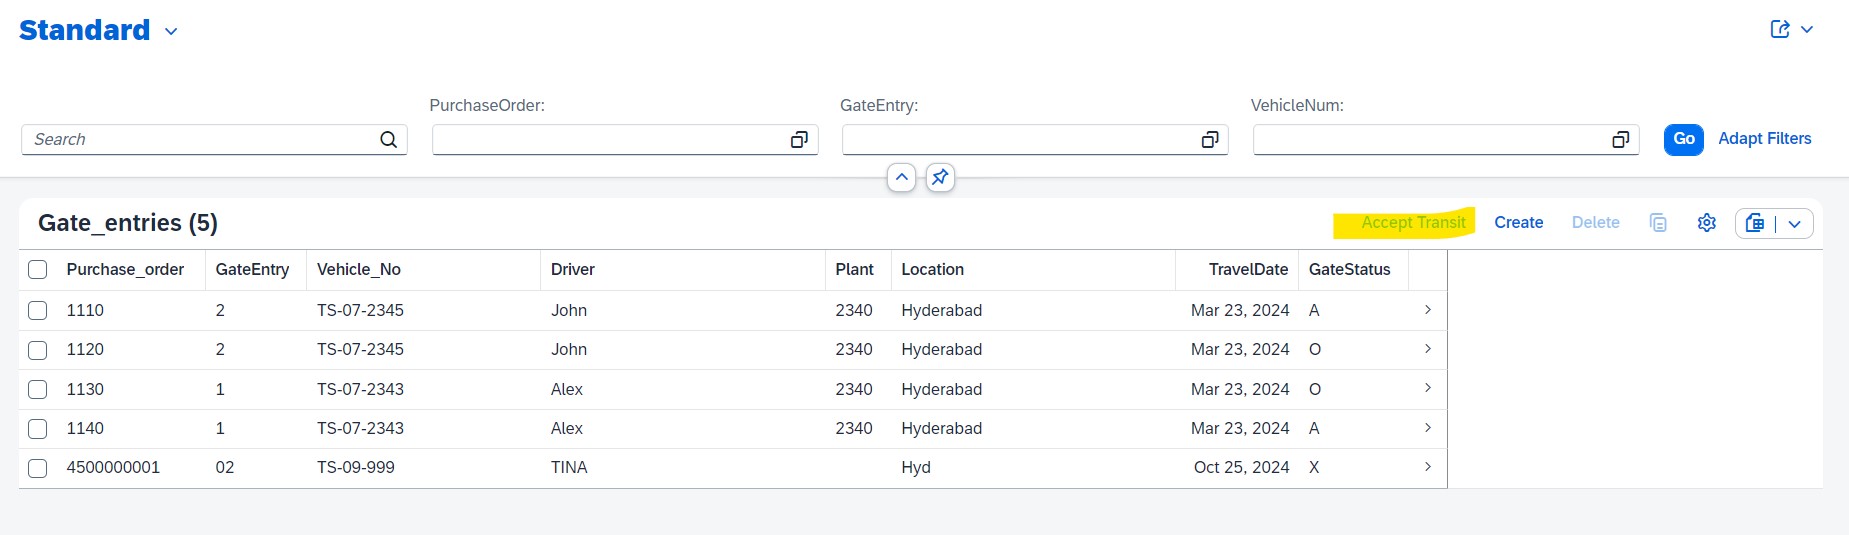 Standard
PurchaseOrder: GateEntry: VehicleNum:
Search Go Adapt Filters
Gate_entries (5) Accept Transit Create Delete
Purchase_order GateEntry Vehicle_No Driver Plant Location TravelDate GateStatus
1110 2 TS-07-2345 John 2340 Hyderabad Mar 23, 2024 A
1120 2 TS-07-2345 John 2340 Hyderabad Mar 23, 2024 O
1130 1 TS-07-2343 Alex 2340 Hyderabad Mar 23, 2024 O
1140 1 TS-07-2343 Alex 2340 Hyderabad Mar 23, 2024 A
4500000001 02 TS-09-999 TINA Hyd Oct 25, 2024 X